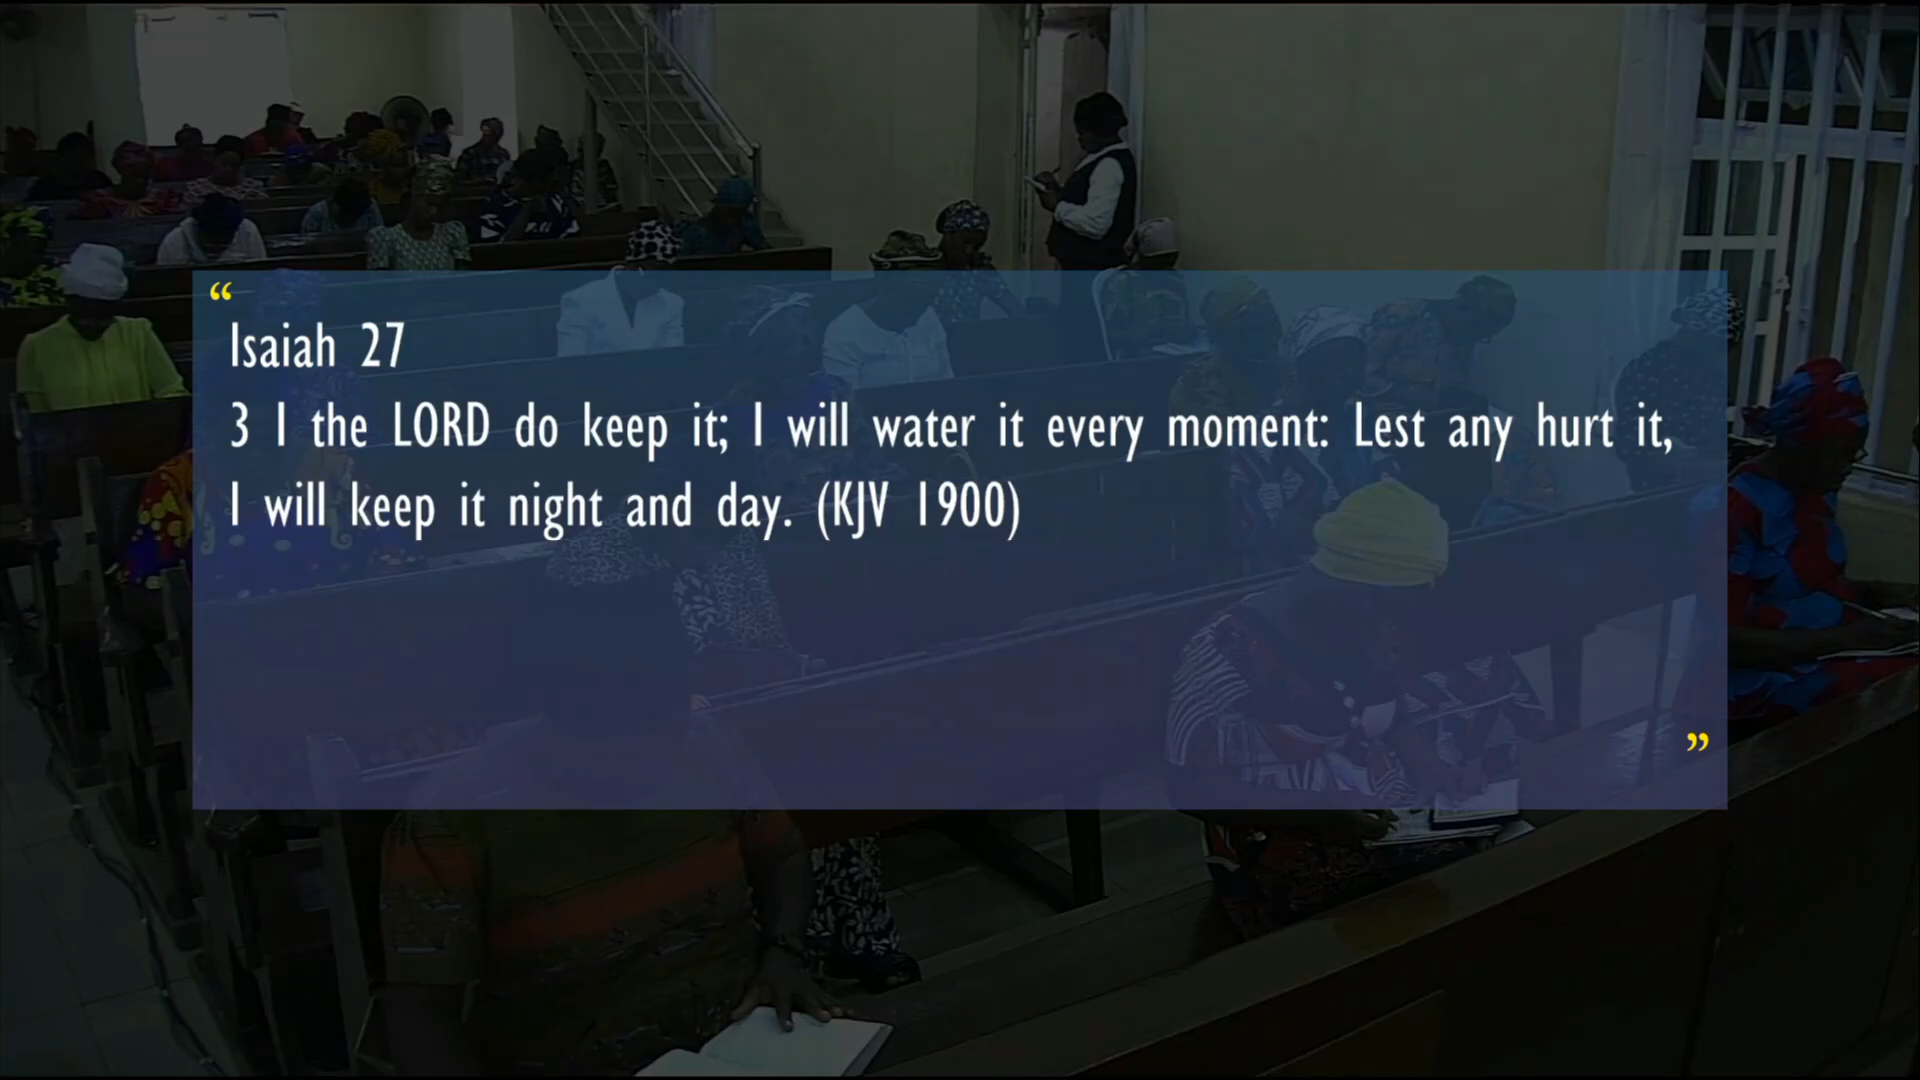 “
Isaiah 27
3 I the LORD do keep it; I will water it every moment: Lest any hurt it,
I will keep it night and day. (KJV 1900)
”